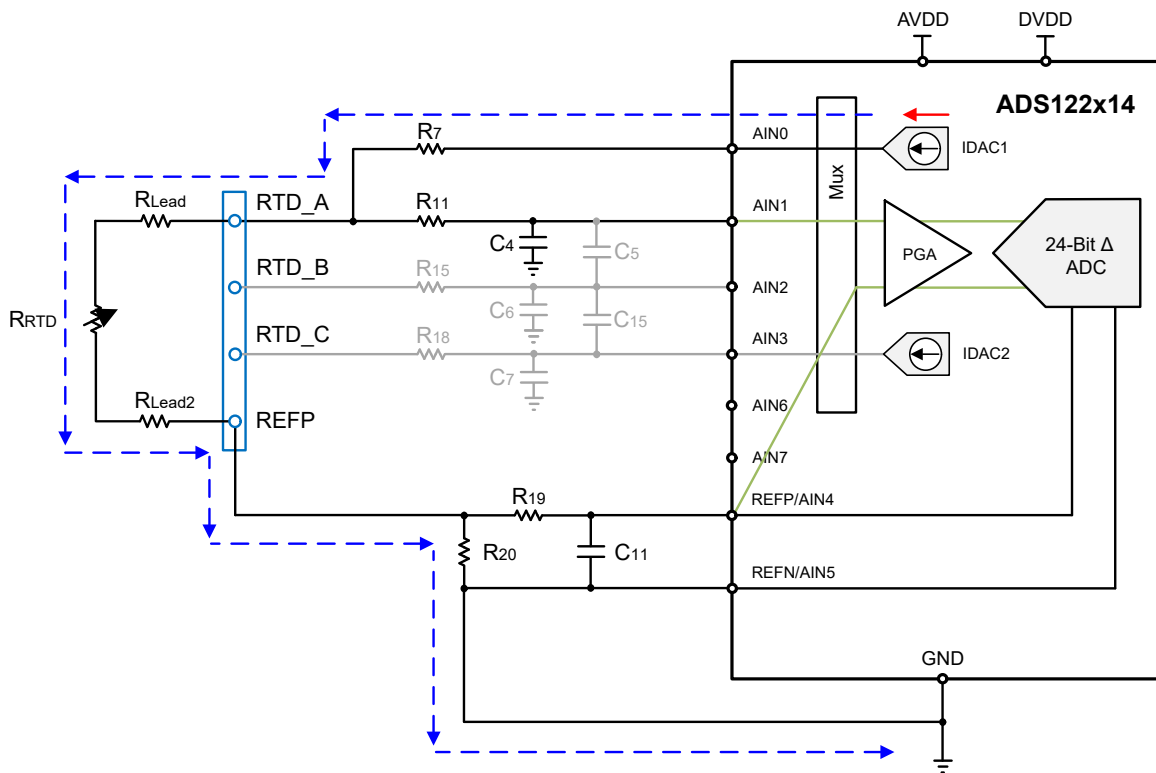 AVDD
DVDD
ADS122x14
R7
AIN0
IDAC1
Mux
RLead
RTD_A
R11
AIN1
C4
C5
PGA
24-Bit Δ
ADC
RTD_B
R15
AIN2
RRTD
C6
C15
RTD_C
R18
AIN3
IDAC2
C7
RLead2
REFP
AIN6
AIN7
R19
REFP/AIN4
R20
C11
REFN/AIN5
GND